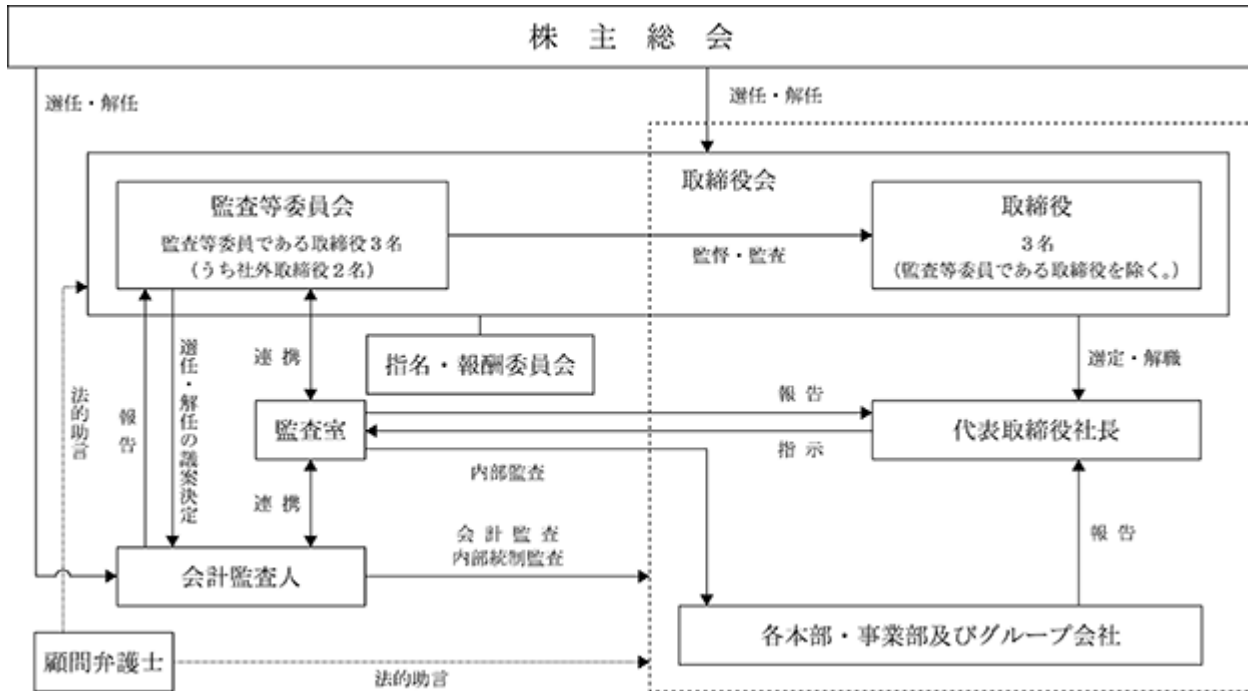 株主総会
選任・解任
選任・解任
取締役会
監査等委員会
監査等委員である取締役3名
(うち社外取締役2名)
監督・監査
取締役
3名
(監査等委員である取締役を除く。)
指名・報酬委員会
選定・解職
法的助言
報告
選任・解任の議案決定
連携
監査室
報告
指示
代表取締役社長
内部監査
連携
会計監査
内部統制監査
報告
会計監査人
各本部・事業部及びグループ会社
顧問弁護士
法的助言